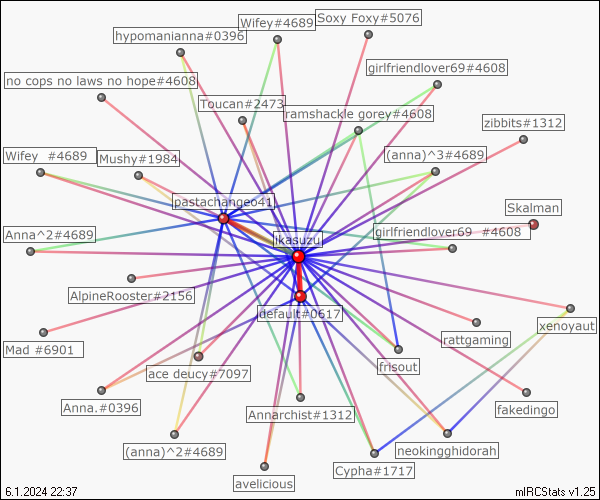 Soxy Foxy#5076
Wifey#4689
hypomanianna#0396
girlfriendlover69#4608
no cops no laws no hope#4608
Toucan#2473
ramshackle gorey#4608
zibbits#1312
Wifey  #4689
Mushy#1984
(anna)^3#4689
pastachange041
Skalman
Anna^2#4689
ikasuzu
girlfriendlover69  #4608
AlpineRooster#2156
default#0617
xenoyaut
Mad #6901
rattgaming
ace deucy#7097
frisout
Anna.#0396
Annarchist#1312
fakedingo
(anna)^2#4689
neokingghidorah
Cypha#1717
avelicious
6.1.2024 22:37
mIRCStats v1.25